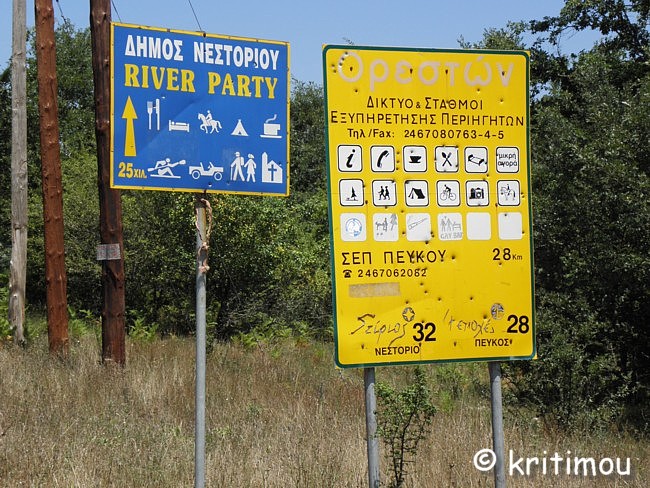 ΔΗΜΟΣ ΝΕΣΤΟΡΙΟΥ
RIVER PARTY
25ΧΙΛ.
Ορεστών
ΔΙΚΤΥΟ & ΣΤΑΘΜΟΙ
ΕΞΥΠΗΡΕΤΗΣΗΣ ΠΕΡΙΗΓΗΤΩΝ
Τηλ/Fax: 2467080763-4-5
μικρή
αγορά
ΣΕΠ ΠΕΥΚΟΥ 28 Km
2467062082
32 28
ΝΕΣΤΟΡΙΟ ΠΕΥΚΟΣ
© kritimou